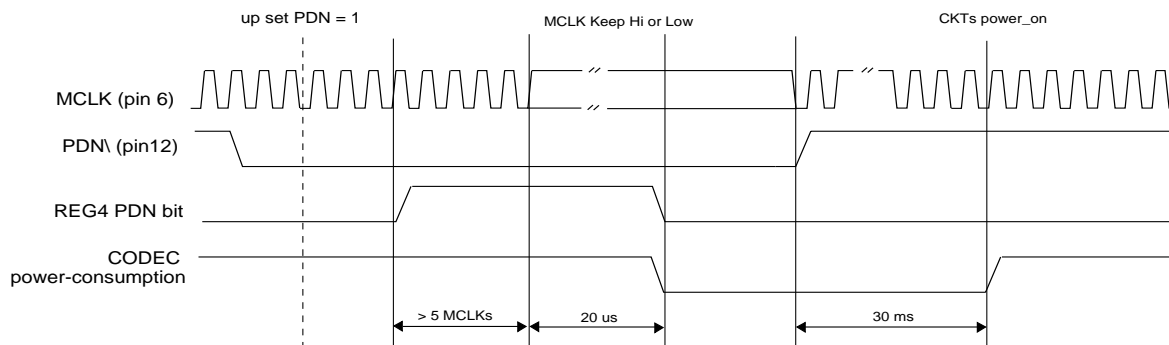 up set PDN = 1
MCLK Keep Hi or Low
CKTs power_on
MCLK (pin 6)
PDN\ (pin12)
REG4 PDN bit
CODEC
power-consumption
> 5 MCLKs
20 us
30 ms